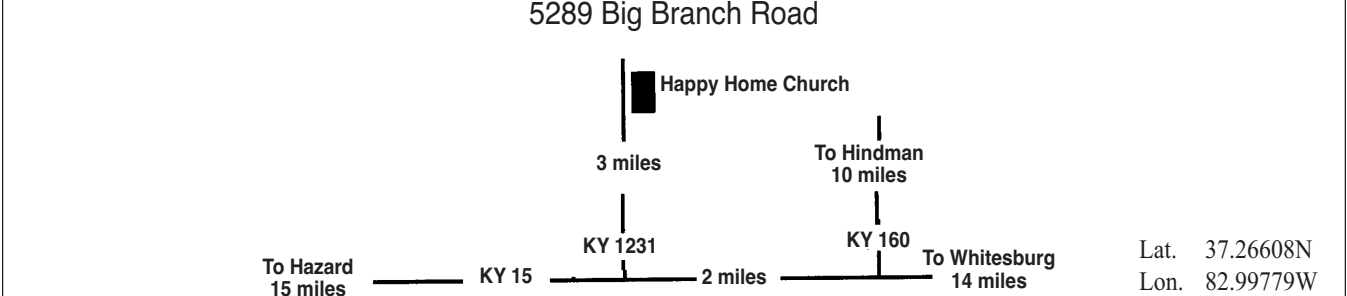 5289 Big Branch Road
Happy Home Church
3 miles
To Hindman
10 miles
KY 1231
KY 160
To Hazard
15 miles
KY 15
2 miles
To Whitesburg
14 miles
Lat. 37.26608N
Lon. 82.99779W